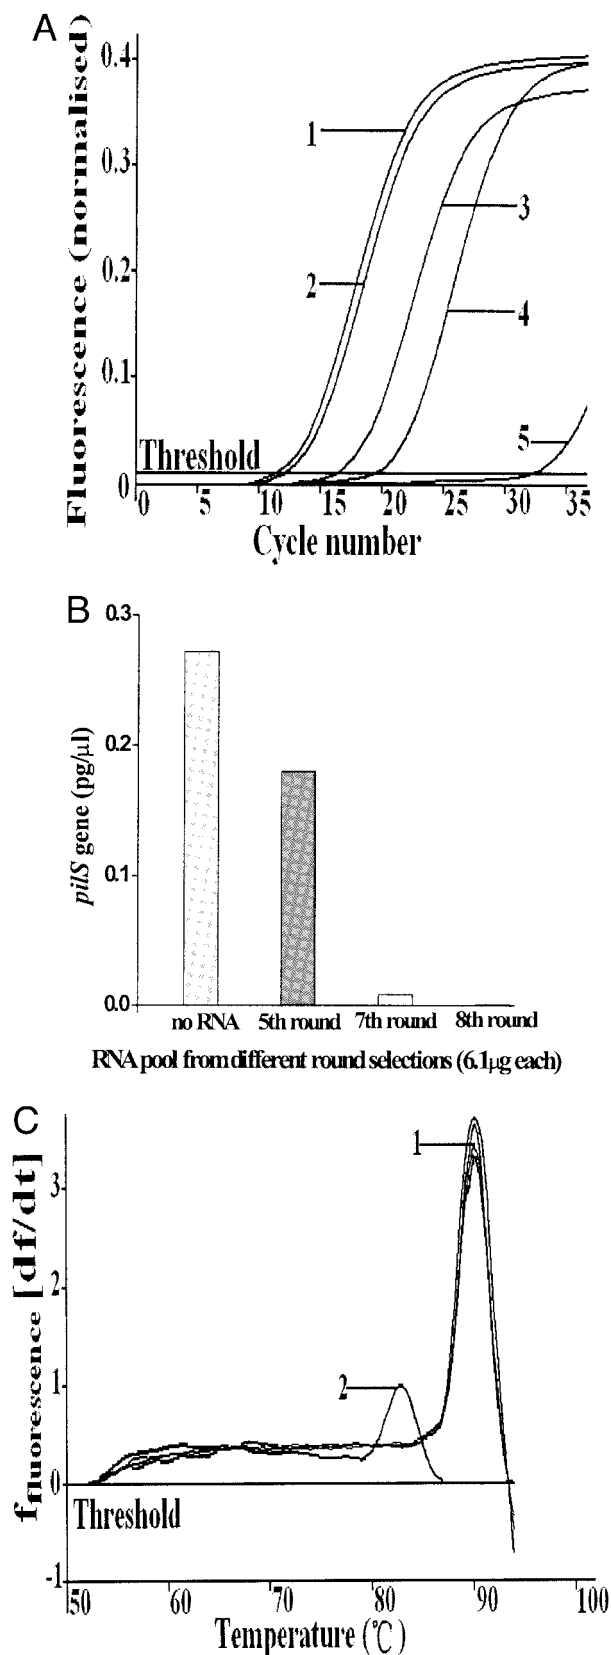 A
Fluorescence (normalised)
0.4
0.3
0.2
0.1
0
1
2
3
4
5
Threshold
0 5 10 15 20 25 30 35
Cycle number
B
pilS gene (pg/µl)
0.3
0.2
0.1
0.0
no RNA 5th round 7th round 8th round
RNA pool from different round selections (6.1µg each)
C
f fluorescence [df/dt]
3
2
1
0
-1
1
2
Threshold
50 60 70 80 90 100
Temperature (℃)